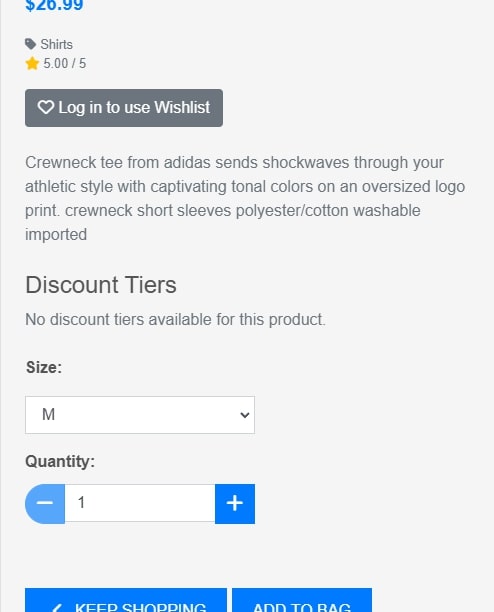 $26.99
Shirts
5.00 / 5
Log in to use Wishlist
Crewneck tee from adidas sends shockwaves through your
athletic style with captivating tonal colors on an oversized logo
print. crewneck short sleeves polyester/cotton washable
imported
Discount Tiers
No discount tiers available for this product.
Size:
M
Quantity:
1
KEEP SHOPPING
ADD TO BAG